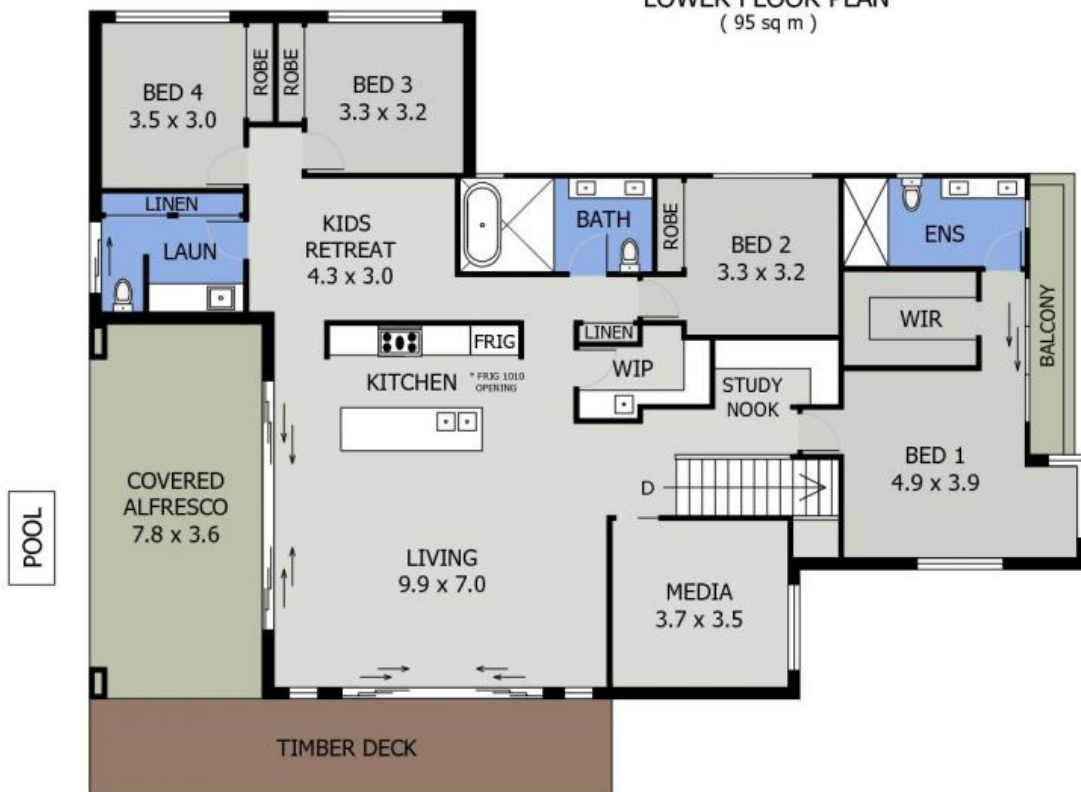 LOWER FLOOR PLAN
( 95 sq m )
BED 4
3.5 x 3.0
ROBE
ROBE
BED 3
3.3 x 3.2
LINEN
LAUN
KIDS
RETREAT
4.3 x 3.0
BATH
ROBE
BED 2
3.3 x 3.2
ENS
WIR
BALCONY
FRIG
KITCHEN
* FRIG 1010
OPENING
LINEN
WIP
STUDY
NOOK
BED 1
4.9 x 3.9
COVERED
ALFRESCO
7.8 x 3.6
POOL
D
LIVING
9.9 x 7.0
MEDIA
3.7 x 3.5
TIMBER DECK